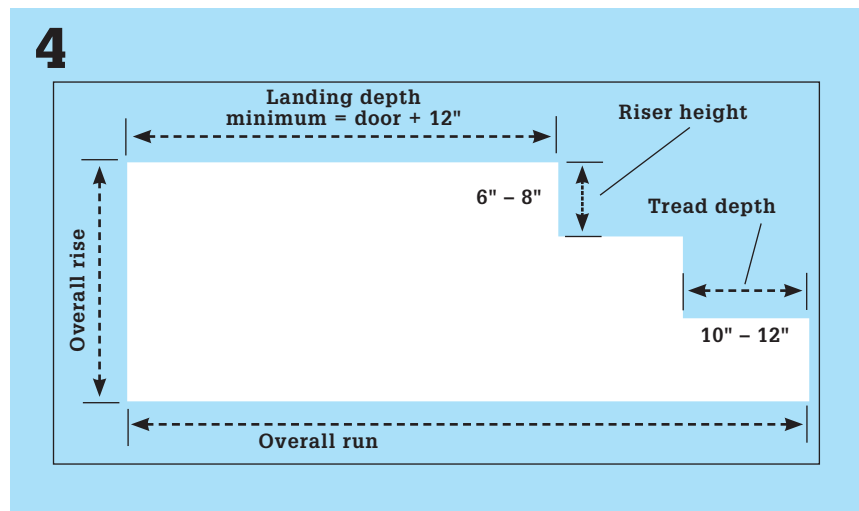 4
Landing depth
minimum = door + 12"
Riser height
6" – 8"
Tread depth
Overall rise
10" – 12"
Overall run